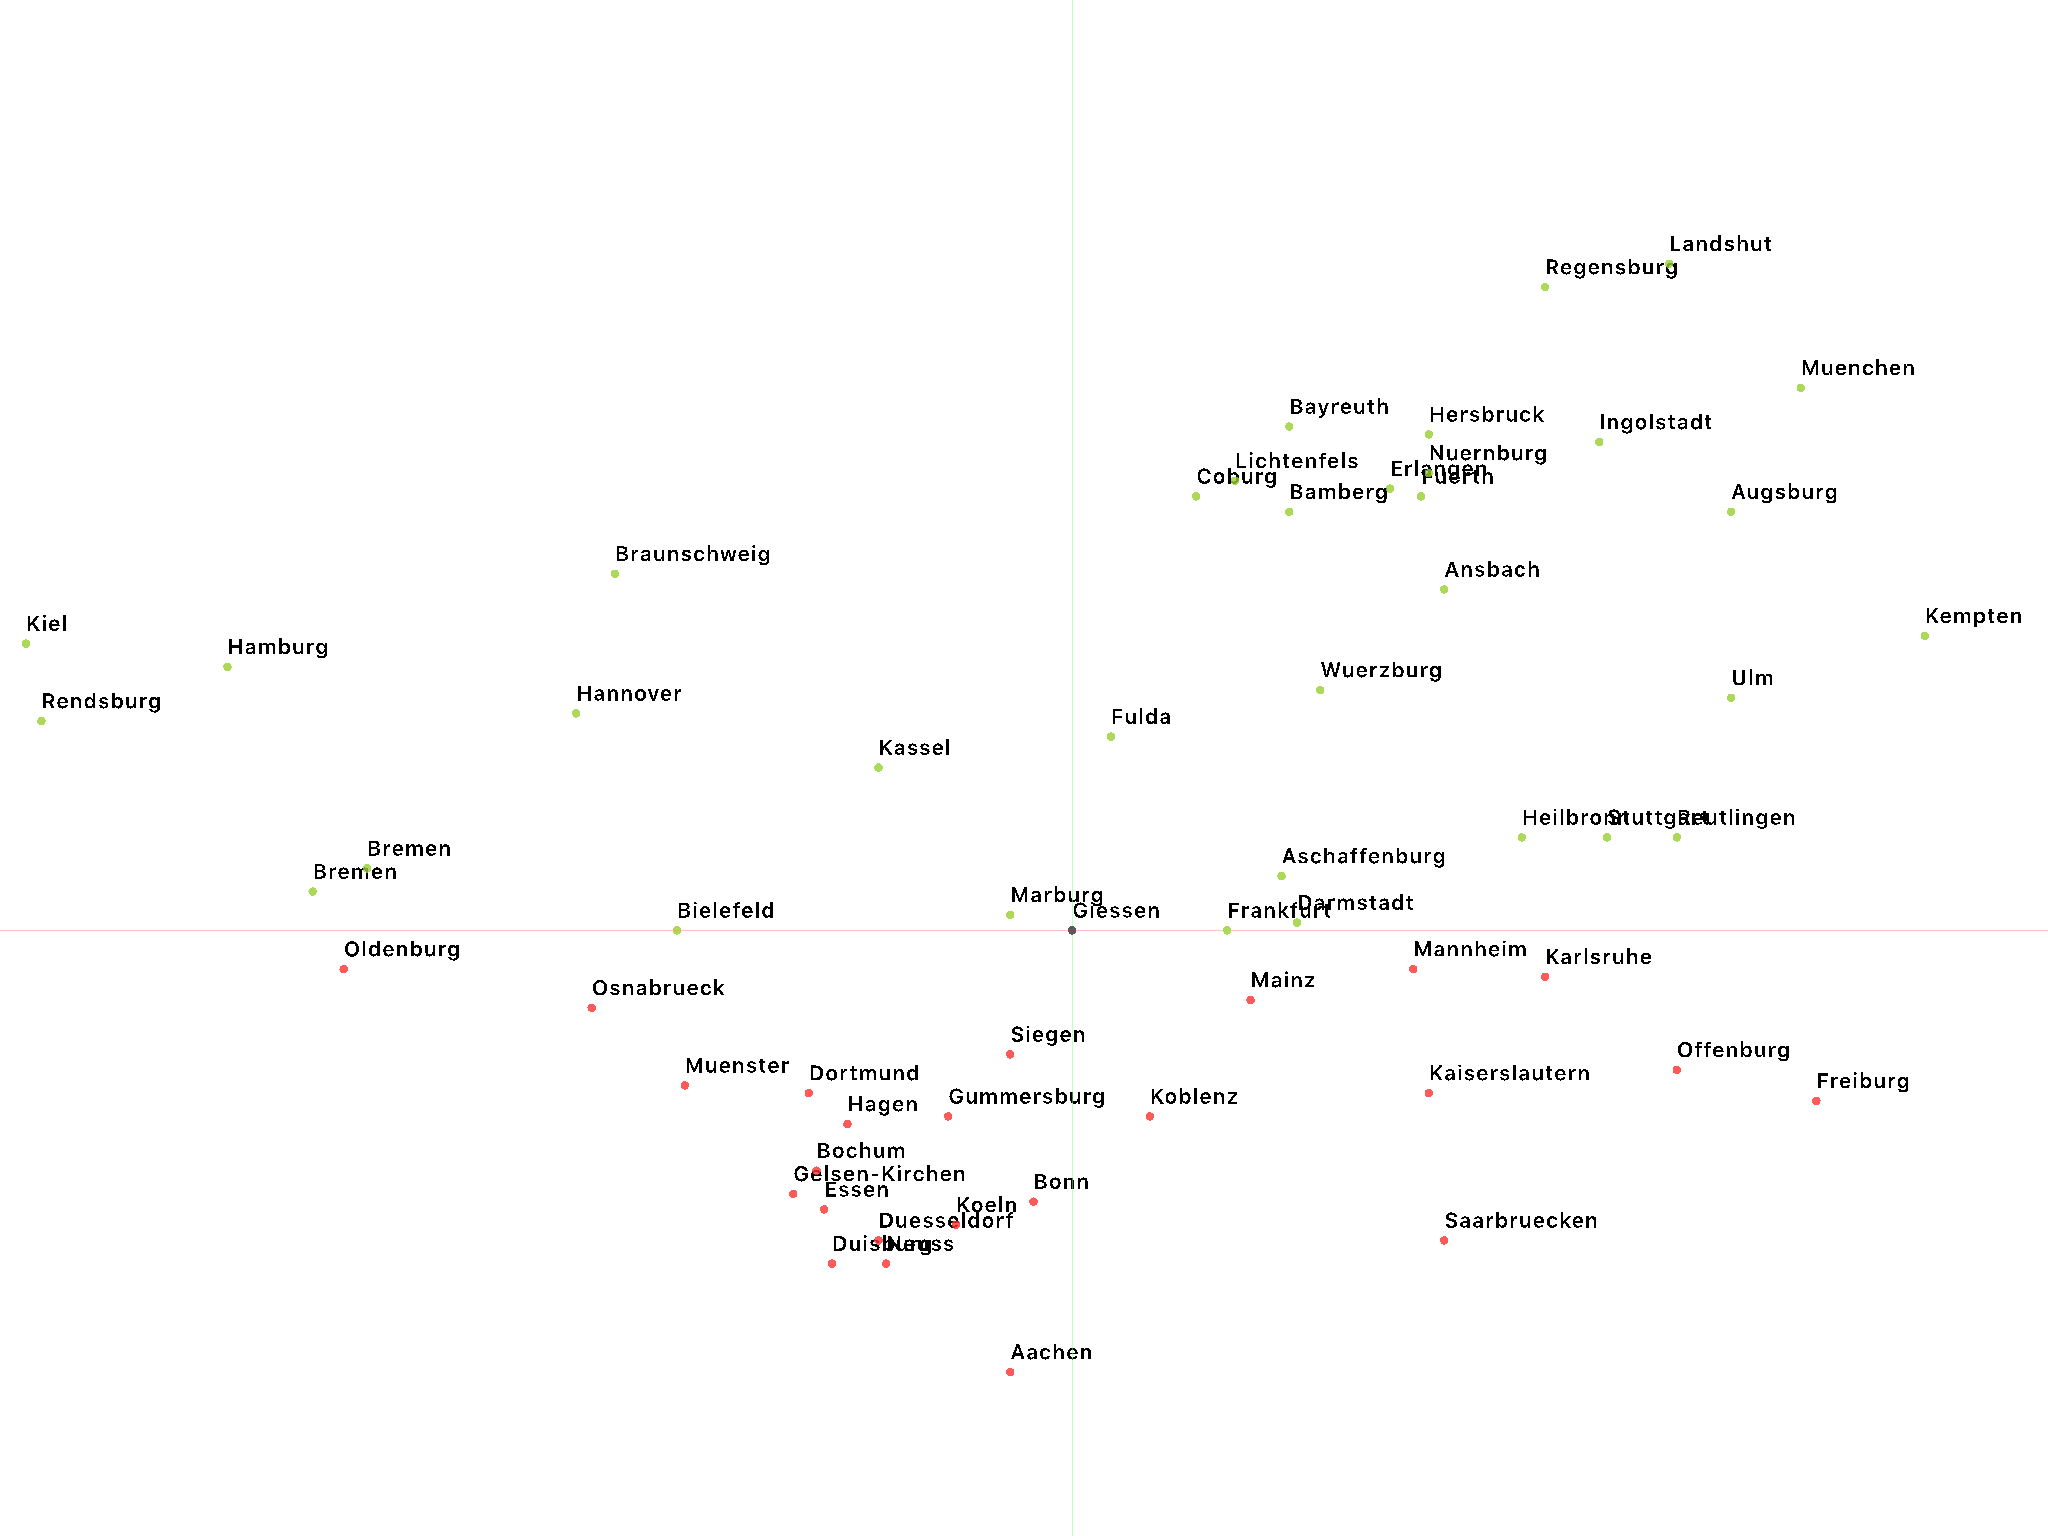 Landshut
Regensburg
Muenchen
Bayreuth
Hersbruck
Ingolstadt
Nuernburg
Lichtenfels
Erlangen
Coburg
Fuerth
Bamberg
Augsburg
Braunschweig
Ansbach
Kempten
Kiel
Hamburg
Wuerzburg
Ulm
Hannover
Rendsburg
Fulda
Kassel
Heilbronn
Stuttgart
Reutlingen
Bremen
Aschaffenburg
Bremen
Marburg
Darmstadt
Bielefeld
Giessen
Frankfurt
Oldenburg
Mannheim
Karlsruhe
Mainz
Osnabrueck
Siegen
Offenburg
Muenster
Dortmund
Kaiserslautern
Freiburg
Gummersburg
Koblenz
Hagen
Bochum
Gelsen-Kirchen
Bonn
Essen
Koeln
Duesseldorf
Saarbruecken
Duisburg
Neuss
Aachen